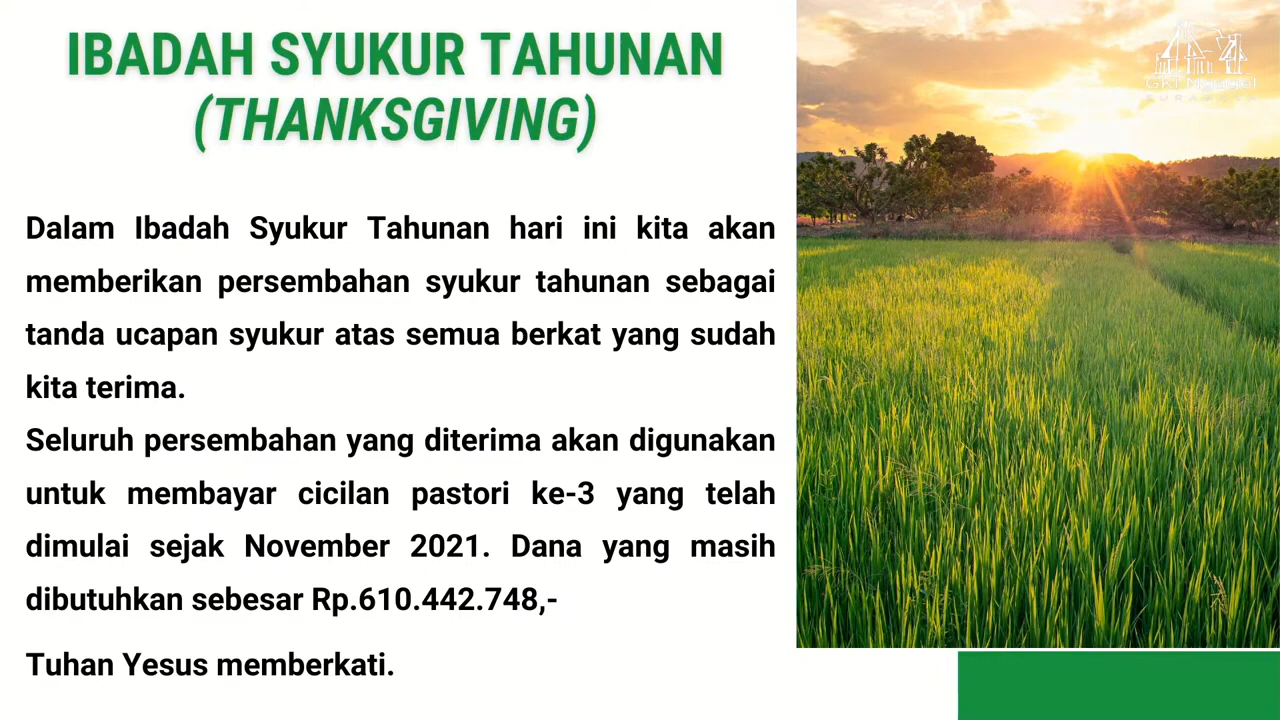 IBADAH SYUKUR TAHUNAN
(THANKSGIVING)
Dalam Ibadah Syukur Tahunan hari ini kita akan
memberikan persembahan syukur tahunan sebagai
tanda ucapan syukur atas semua berkat yang sudah
kita terima.
Seluruh persembahan yang diterima akan digunakan
untuk membayar cicilan pastori ke-3 yang telah
dimulai sejak November 2021. Dana yang masih
dibutuhkan sebesar Rp.610.442.748,-
Tuhan Yesus memberkati.